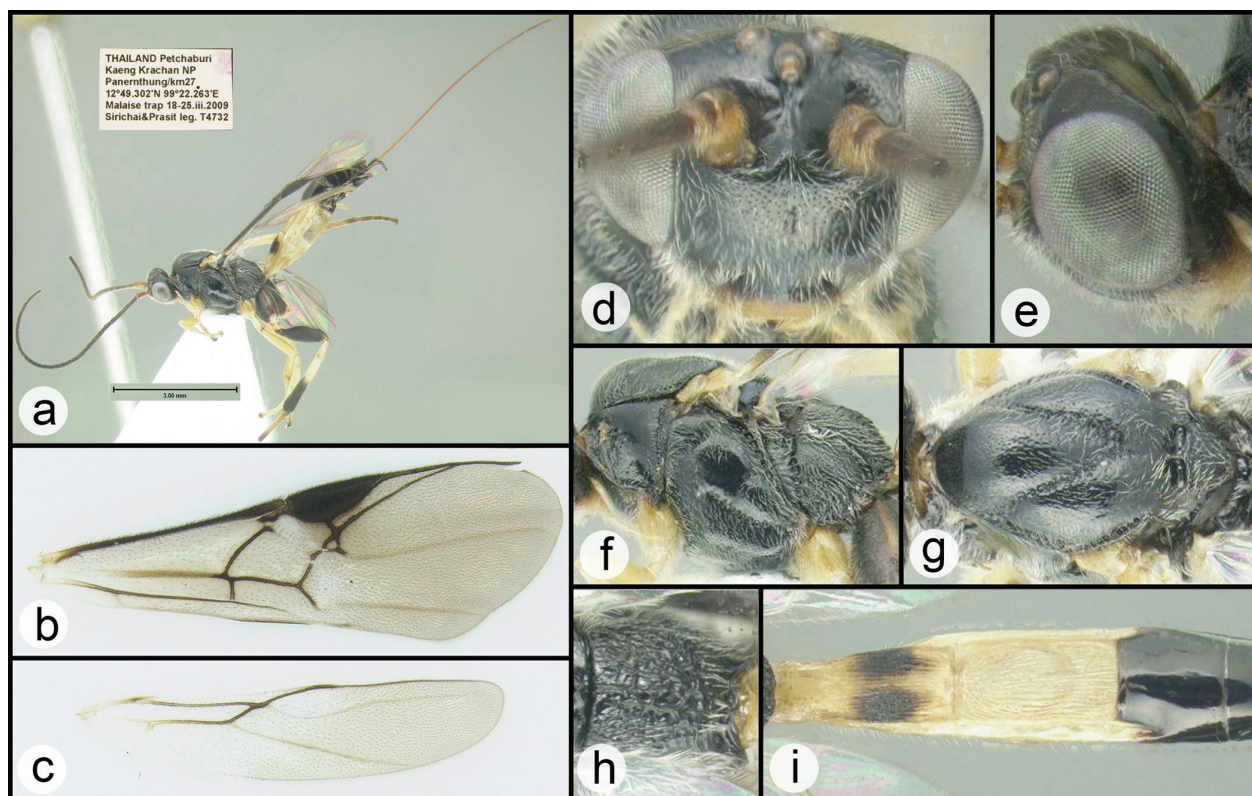 THAILAND Petchaburi
Kaeng Krachan NP
Panernthung/km27
12°49.302'N 99°22.263'E
Malaise trap 18-25.iii.2009
Sirichai&Prasit leg. T4732
3.00 mm
a
b
c
d
e
f
g
h
i